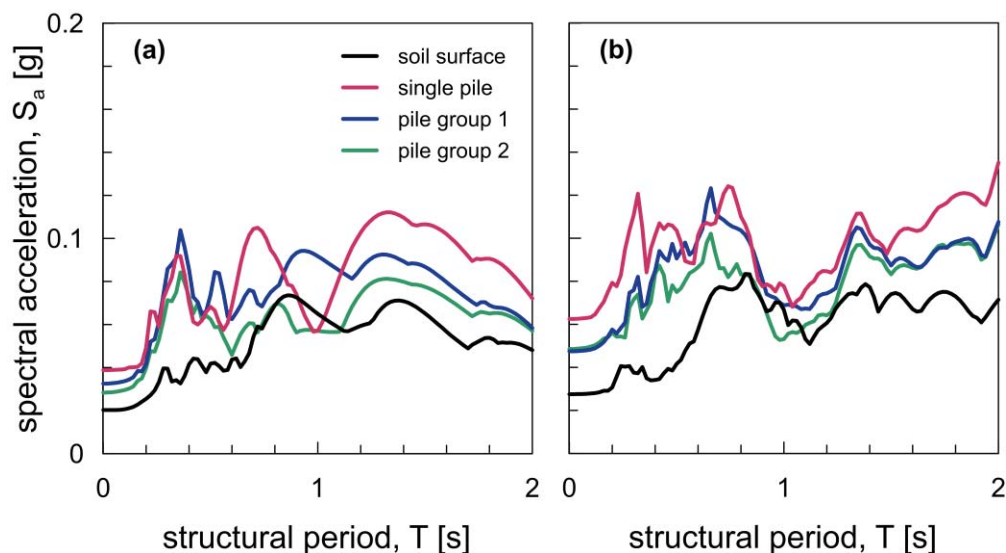 0.2
(a)
(b)
soil surface
single pile
pile group 1
pile group 2
spectral acceleration, Sₐ [g]
0.1
0
0
1
2
0
1
2
structural period, T [s]
structural period, T [s]